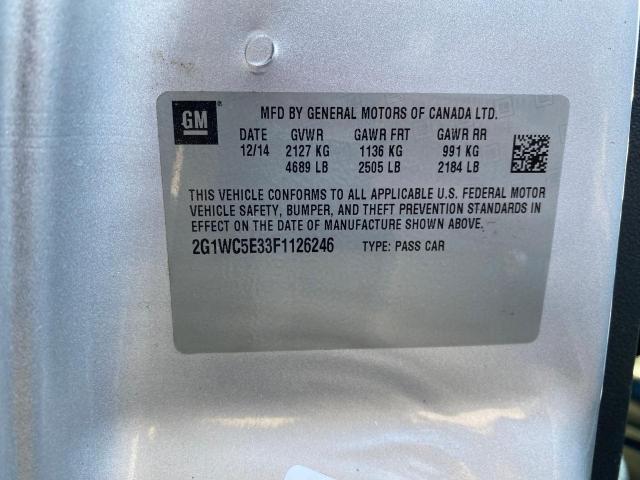 GM ®
MFD BY GENERAL MOTORS OF CANADA LTD.
DATE GVWR GAWR FRT GAWR RR
12/14 2127 KG 1136 KG 991 KG
4689 LB 2505 LB 2184 LB
THIS VEHICLE CONFORMS TO ALL APPLICABLE U.S. FEDERAL MOTOR
VEHICLE SAFETY, BUMPER, AND THEFT PREVENTION STANDARDS IN
EFFECT ON THE DATE OF MANUFACTURE SHOWN ABOVE.
2G1WC5E33F1126246 TYPE: PASS CAR